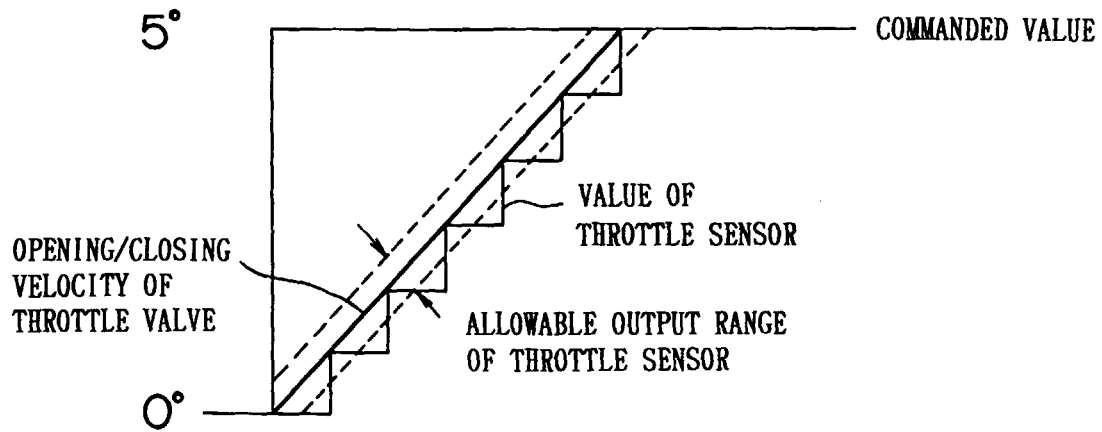 5°
COMMANDED VALUE
VALUE OF
THROTTLE SENSOR
OPENING/CLOSING
VELOCITY OF
THROTTLE VALVE
ALLOWABLE OUTPUT RANGE
OF THROTTLE SENSOR
0°